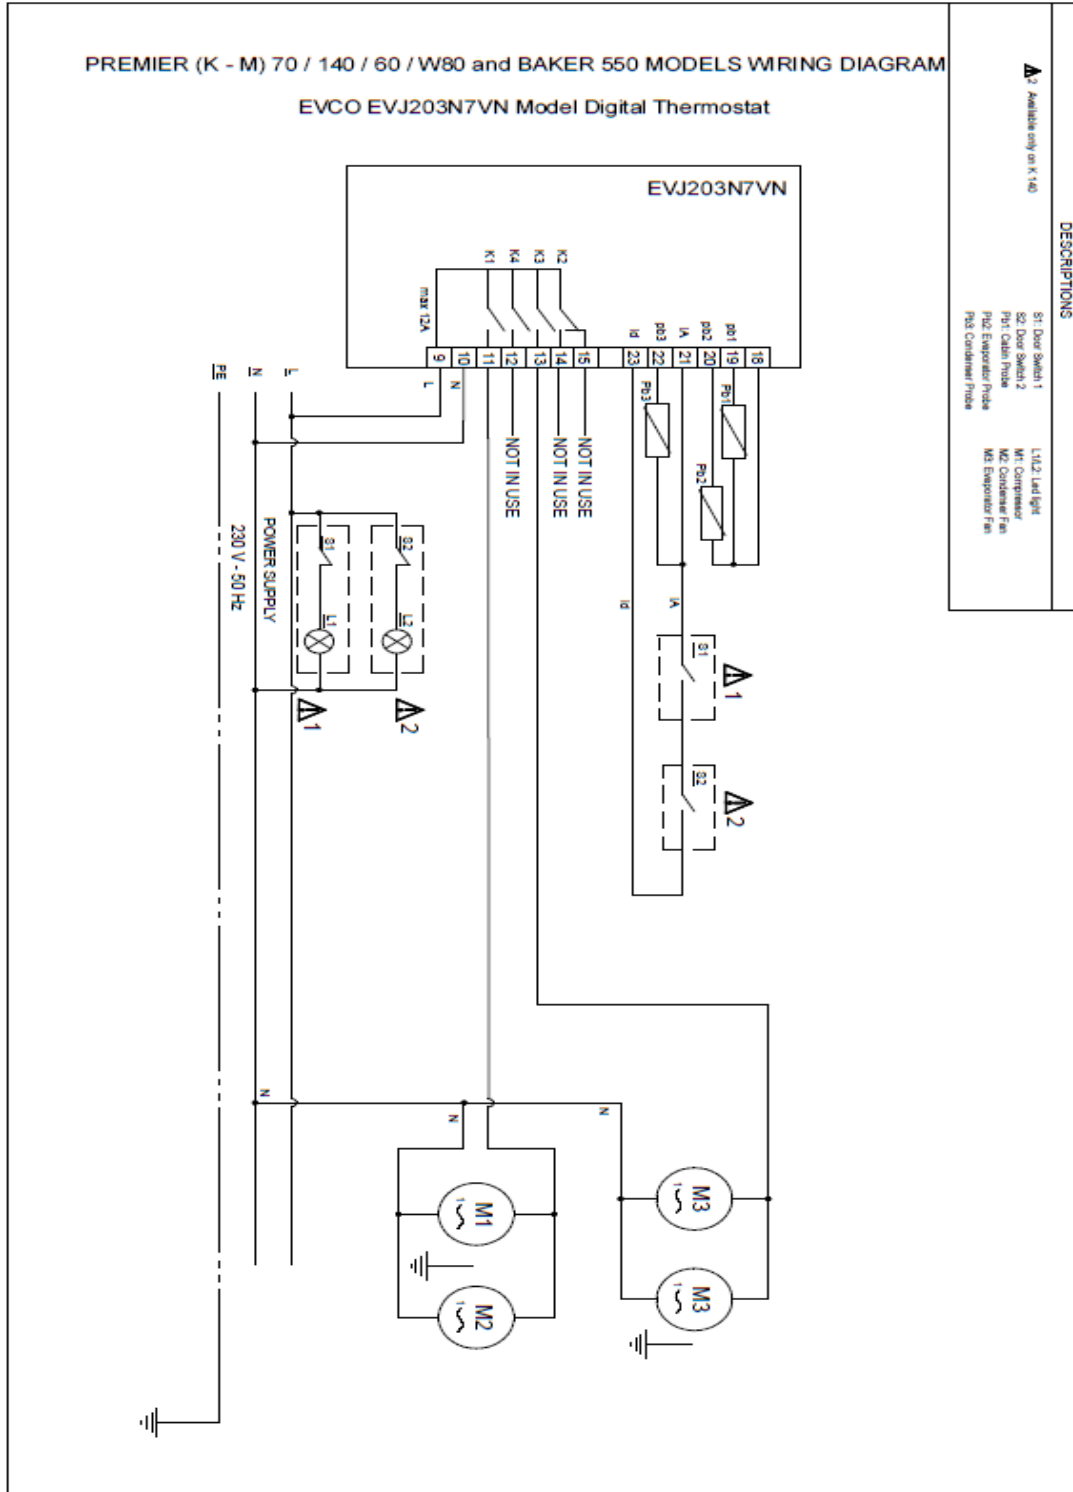 PREMIER (K - M) 70 / 140 / 60 / W80 and BAKER 550 MODELS WIRING DIAGRAM
EVCO EVJ203N7VN Model Digital Thermostat
DESCRIPTIONS
2 Available only on K 140
S1: Door Switch 1
S2: Door Switch 2
Pb1: Cabin Probe
Pb2: Evaporator Probe
Pb3: Condenser Probe
L1/L2: Led light
M1: Compressor
M2: Condenser Fan
M3: Evaporator Fan
EVJ203N7VN
K1
K4
K3
K2
max 12A
Id
pb3
IA
pb2
pb1
9
10
11
12
13
14
15
23
22
21
20
19
18
L
N
NOT IN USE
NOT IN USE
NOT IN USE
Pb3
Pb1
Pb2
PE
N
L
POWER SUPPLY
230 V - 50 Hz
S1
S2
L1
L2
1
2
Id
IA
S1
1
S2
2
N
N
N
M1
1
M2
1
M3
1
M3
1